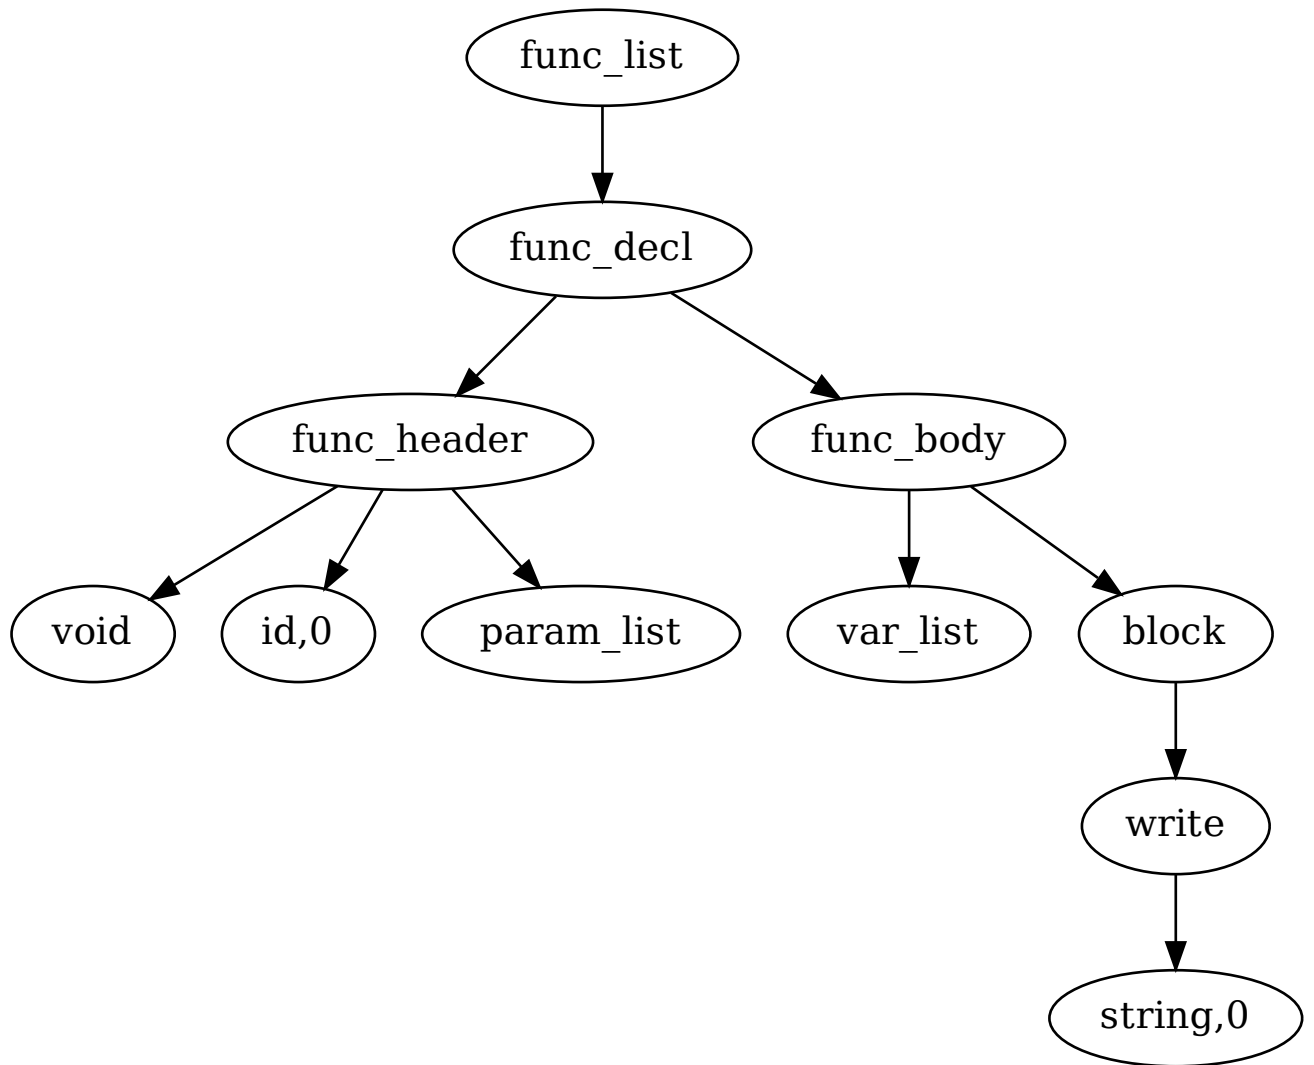 func_list
func_decl
func_header
func_body
void
id,0
param_list
var_list
block
write
string,0